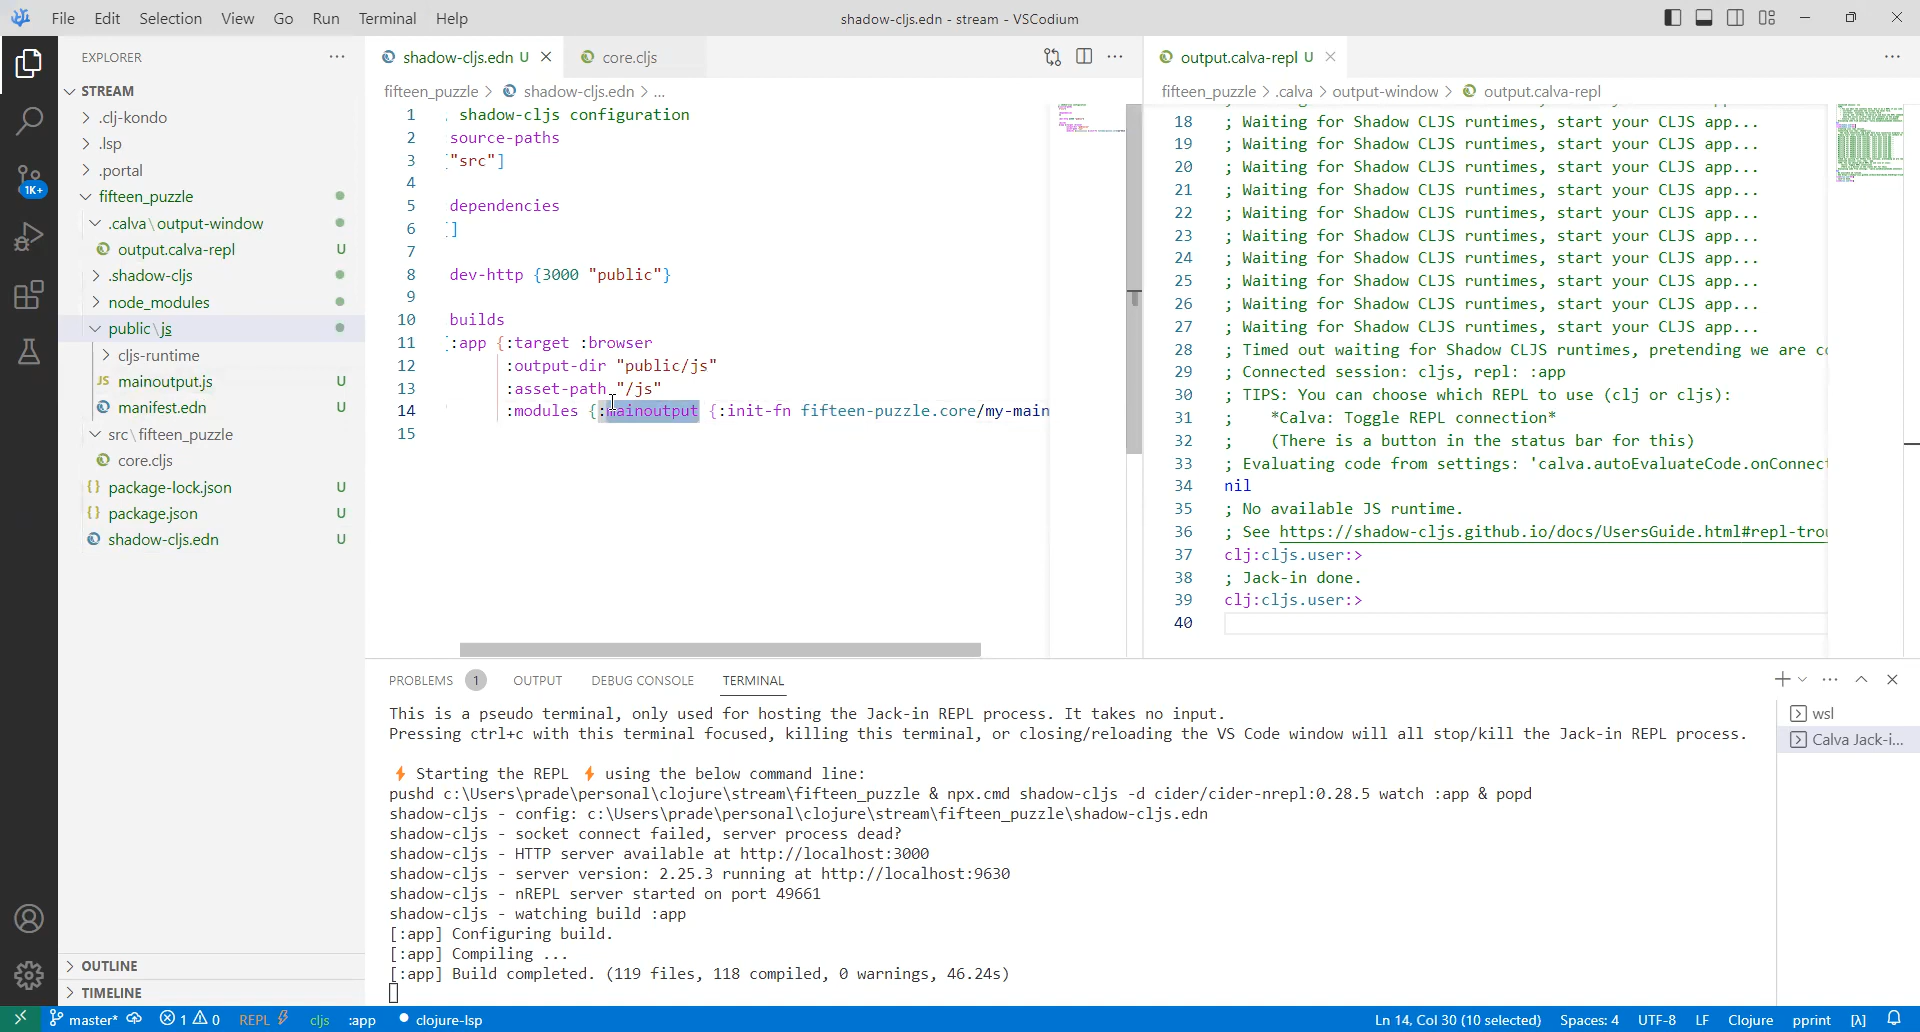 File Edit Selection View Go Run Terminal Help
shadow-cljs.edn - stream - VSCodium
EXPLORER
STREAM
.clj-kondo
.lsp
.portal
fifteen_puzzle
.calva\output-window
output.calva-repl U
.shadow-cljs
node_modules
public\js
cljs-runtime
JS mainoutput.js U
manifest.edn U
src\fifteen_puzzle
core.cljs
{} package-lock.json U
{} package.json U
shadow-cljs.edn U
OUTLINE
TIMELINE
1K+
shadow-cljs.edn U
core.cljs
fifteen_puzzle > shadow-cljs.edn > ...
1 shadow-cljs configuration
2 source-paths
3 ["src"]
4
5 dependencies
6 []
7
8 dev-http {3000 "public"}
9
10 builds
11 :app {:target :browser
12 :output-dir "public/js"
13 :asset-path "/js"
14 :modules {:mainoutput {:init-fn fifteen-puzzle.core/my-main
15
output.calva-repl U
fifteen_puzzle > .calva > output-window > output.calva-repl
18 ; Waiting for Shadow CLJS runtimes, start your CLJS app...
19 ; Waiting for Shadow CLJS runtimes, start your CLJS app...
20 ; Waiting for Shadow CLJS runtimes, start your CLJS app...
21 ; Waiting for Shadow CLJS runtimes, start your CLJS app...
22 ; Waiting for Shadow CLJS runtimes, start your CLJS app...
23 ; Waiting for Shadow CLJS runtimes, start your CLJS app...
24 ; Waiting for Shadow CLJS runtimes, start your CLJS app...
25 ; Waiting for Shadow CLJS runtimes, start your CLJS app...
26 ; Waiting for Shadow CLJS runtimes, start your CLJS app...
27 ; Waiting for Shadow CLJS runtimes, start your CLJS app...
28 ; Timed out waiting for Shadow CLJS runtimes, pretending we are co
29 ; Connected session: cljs, repl: :app
30 ; TIPS: You can choose which REPL to use (clj or cljs):
31 ; *Calva: Toggle REPL connection*
32 ; (There is a button in the status bar for this)
33 ; Evaluating code from settings: 'calva.autoEvaluateCode.onConnect
34 nil
35 ; No available JS runtime.
36 ; See https://shadow-cljs.github.io/docs/UsersGuide.html#repl-trou
37 clj:cljs.user:>
38 ; Jack-in done.
39 clj:cljs.user:>
40
PROBLEMS 1 OUTPUT DEBUG CONSOLE TERMINAL
This is a pseudo terminal, only used for hosting the Jack-in REPL process. It takes no input.
Pressing ctrl+c with this terminal focused, killing this terminal, or closing/reloading the VS Code window will all stop/kill the Jack-in REPL process.
⚡ Starting the REPL ⚡ using the below command line:
pushd c:\Users\prade\personal\clojure\stream\fifteen_puzzle & npx.cmd shadow-cljs -d cider/cider-nrepl:0.28.5 watch :app & popd
shadow-cljs - config: c:\Users\prade\personal\clojure\stream\fifteen_puzzle\shadow-cljs.edn
shadow-cljs - socket connect failed, server process dead?
shadow-cljs - HTTP server available at http://localhost:3000
shadow-cljs - server version: 2.25.3 running at http://localhost:9630
shadow-cljs - nREPL server started on port 49661
shadow-cljs - watching build :app
[:app] Configuring build.
[:app] Compiling ...
[:app] Build completed. (119 files, 118 compiled, 0 warnings, 46.24s)
wsl
Calva Jack-i...
master* 1 0 REPL ⚡ cljs :app clojure-lsp
Ln 14, Col 30 (10 selected) Spaces: 4 UTF-8 LF Clojure pprint [λ]